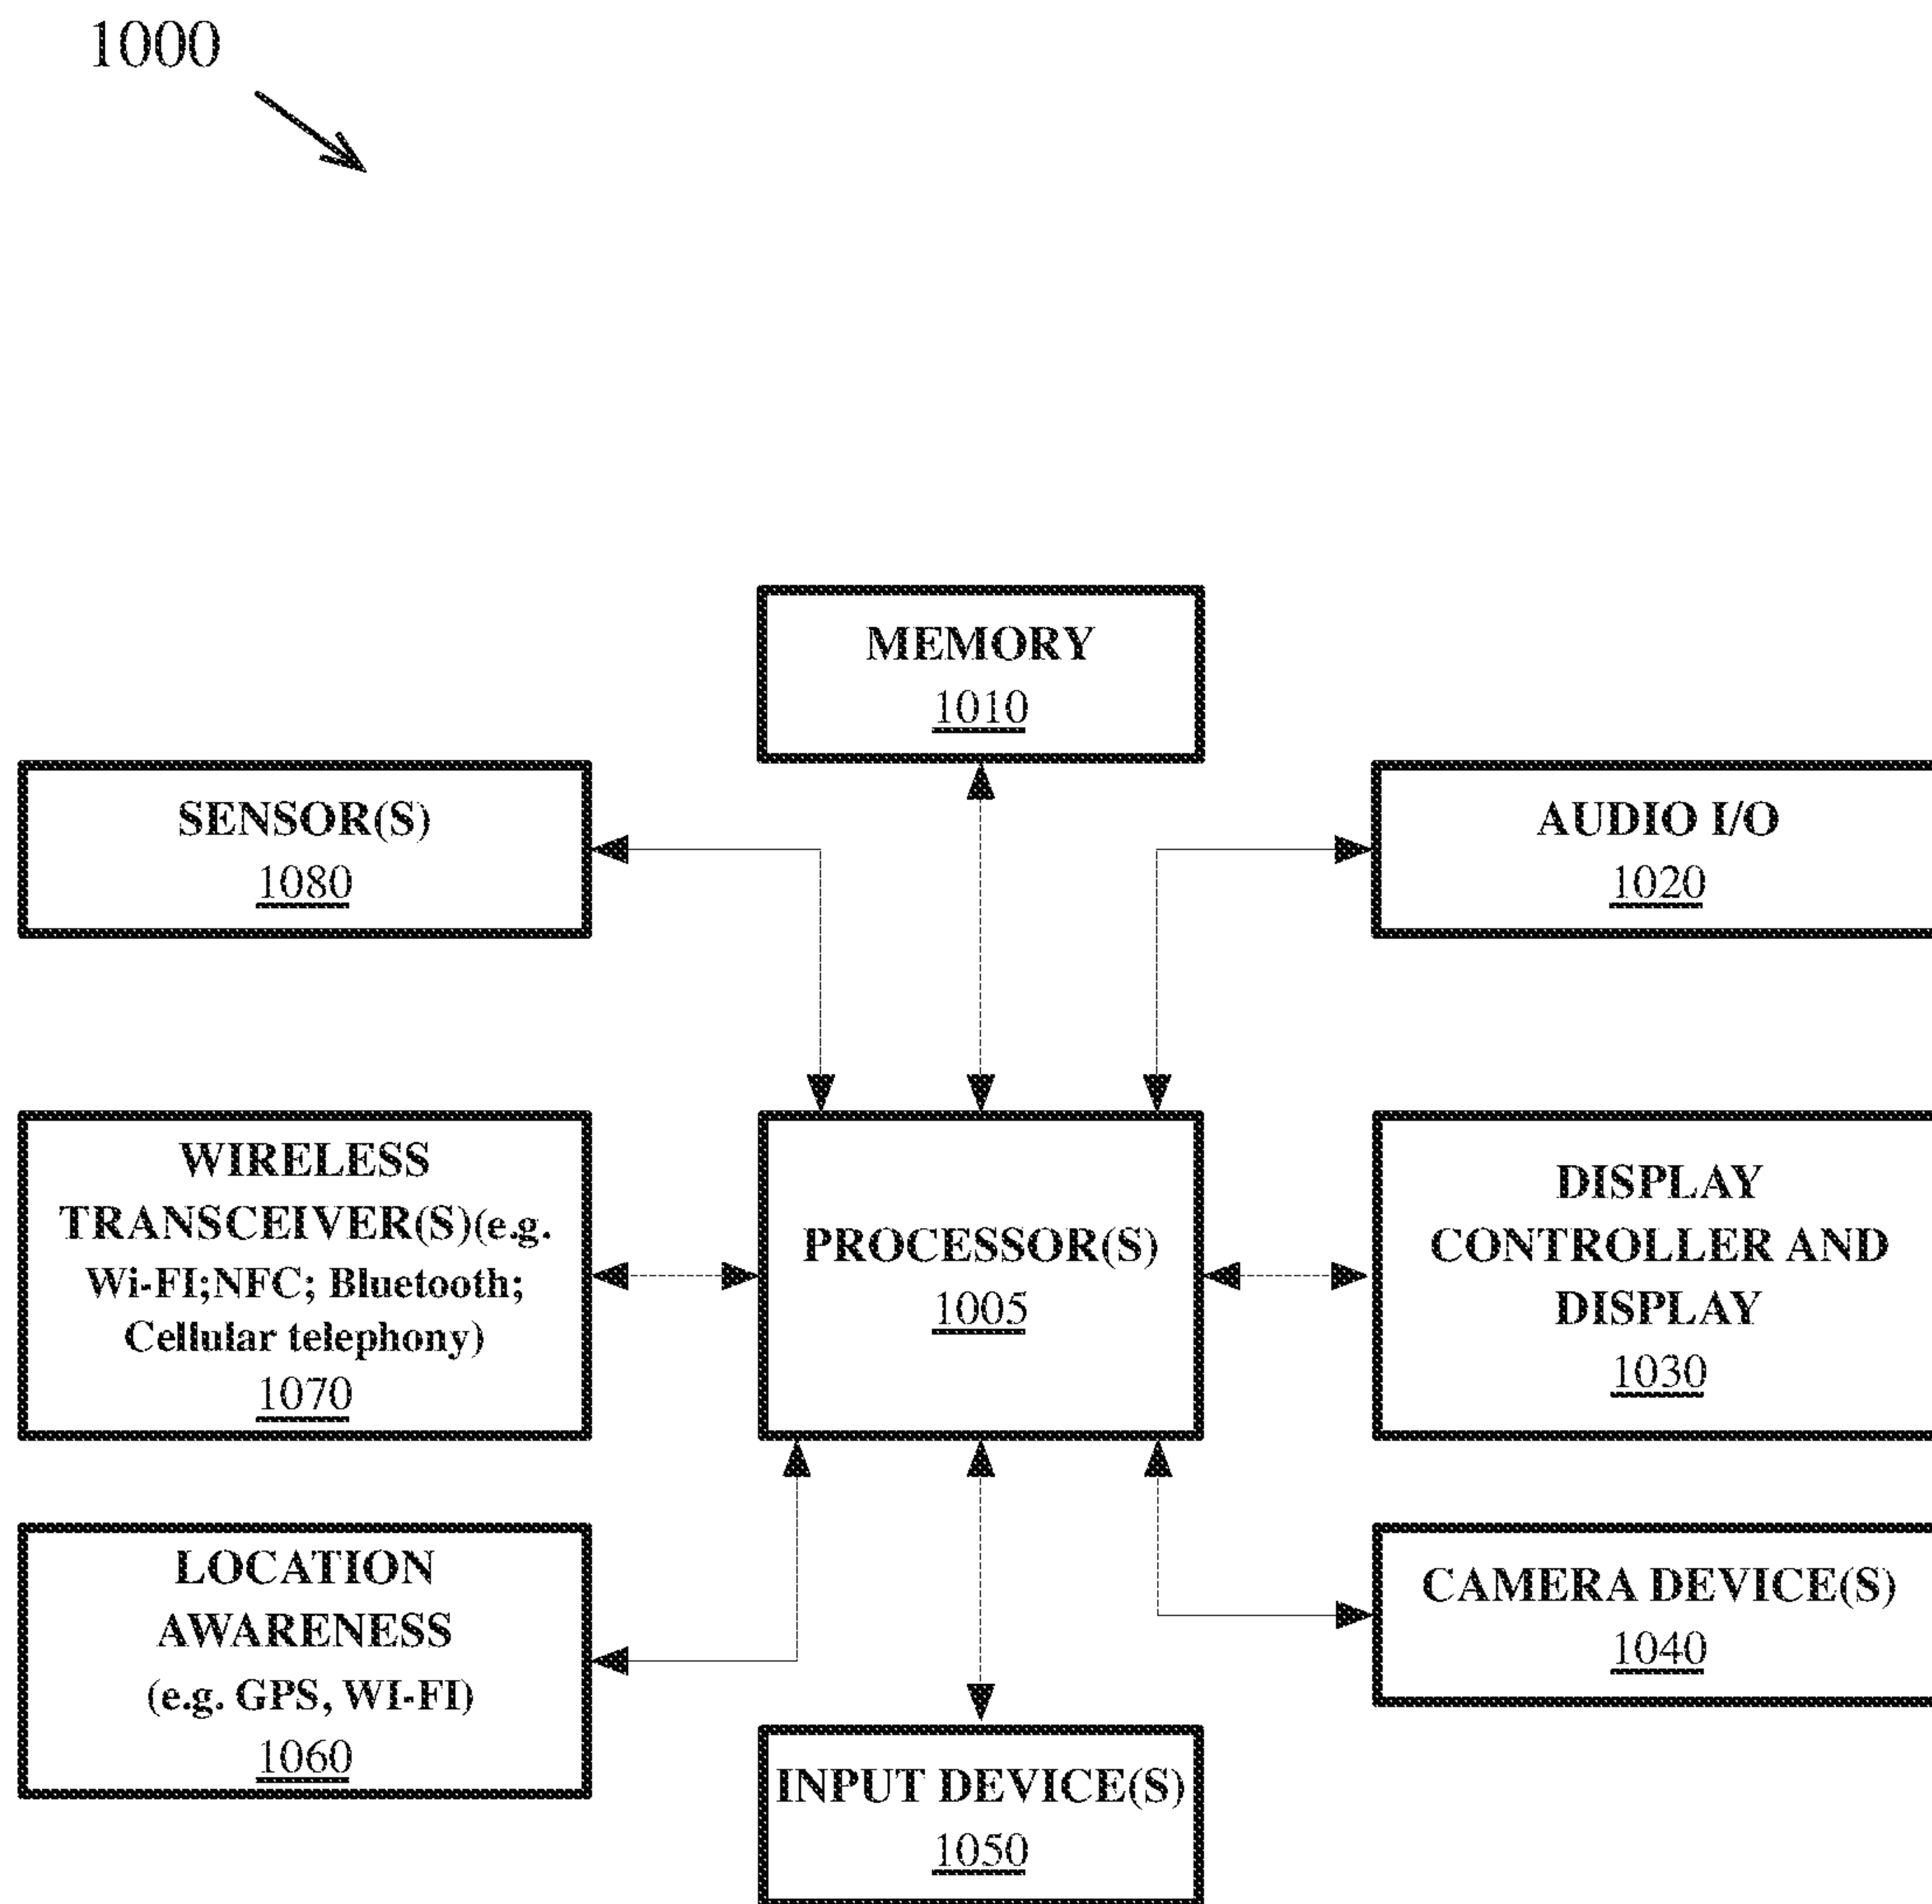 1000
MEMORY
1010
SENSOR(S)
1080
AUDIO I/O
1020
WIRELESS
TRANSCEIVER(S)(e.g.
Wi-FI;NFC; Bluetooth;
Cellular telephony)
1070
PROCESSOR(S)
1005
DISPLAY
CONTROLLER AND
DISPLAY
1030
LOCATION
AWARENESS
(e.g. GPS, WI-FI)
1060
CAMERA DEVICE(S)
1040
INPUT DEVICE(S)
1050